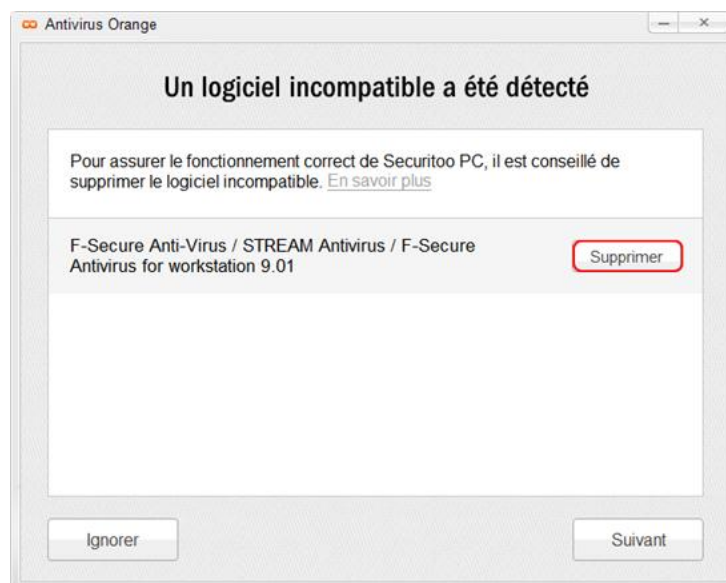 Antivirus Orange
Un logiciel incompatible a été détecté
Pour assurer le fonctionnement correct de Securitoo PC, il est conseillé de
supprimer le logiciel incompatible. En savoir plus
F-Secure Anti-Virus / STREAM Antivirus / F-Secure
Antivirus for workstation 9.01
Supprimer
Ignorer
Suivant